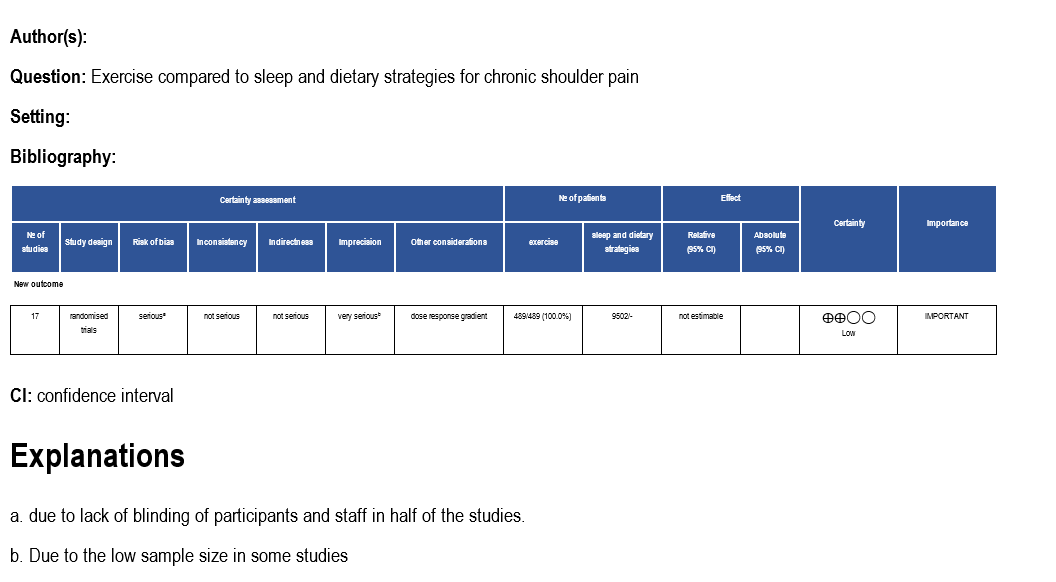 Author(s):
Question: Exercise compared to sleep and dietary strategies for chronic shoulder pain
Setting:
Bibliography:
Certainty assessment
№ of patients
Effect
Certainty
Importance
№ of studies
Study design
Risk of bias
Inconsistency
Indirectness
Imprecision
Other considerations
exercise
sleep and dietary strategies
Relative (95% CI)
Absolute (95% CI)
New outcome
17
randomised trials
serious^a
not serious
not serious
very serious^b
dose response gradient
489/489 (100.0%)
9502/-
not estimable
⨁⨁◯◯
Low
IMPORTANT
CI: confidence interval
Explanations
a. due to lack of blinding of participants and staff in half of the studies.
b. Due to the low sample size in some studies